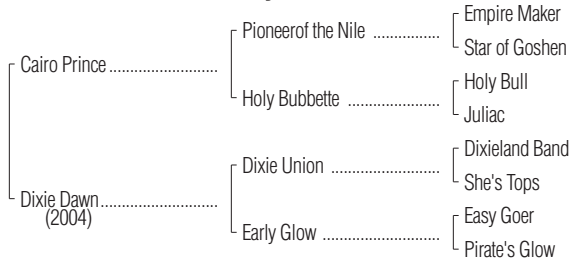 Empire Maker
Pioneerof the Nile ................
Star of Goshen
Cairo Prince ..........................
Holy Bull
Holy Bubbette ......................
Juliac
Dixieland Band
Dixie Union ..........................
She's Tops
Dixie Dawn............................
(2004)
Easy Goer
Early Glow ............................
Pirate's Glow